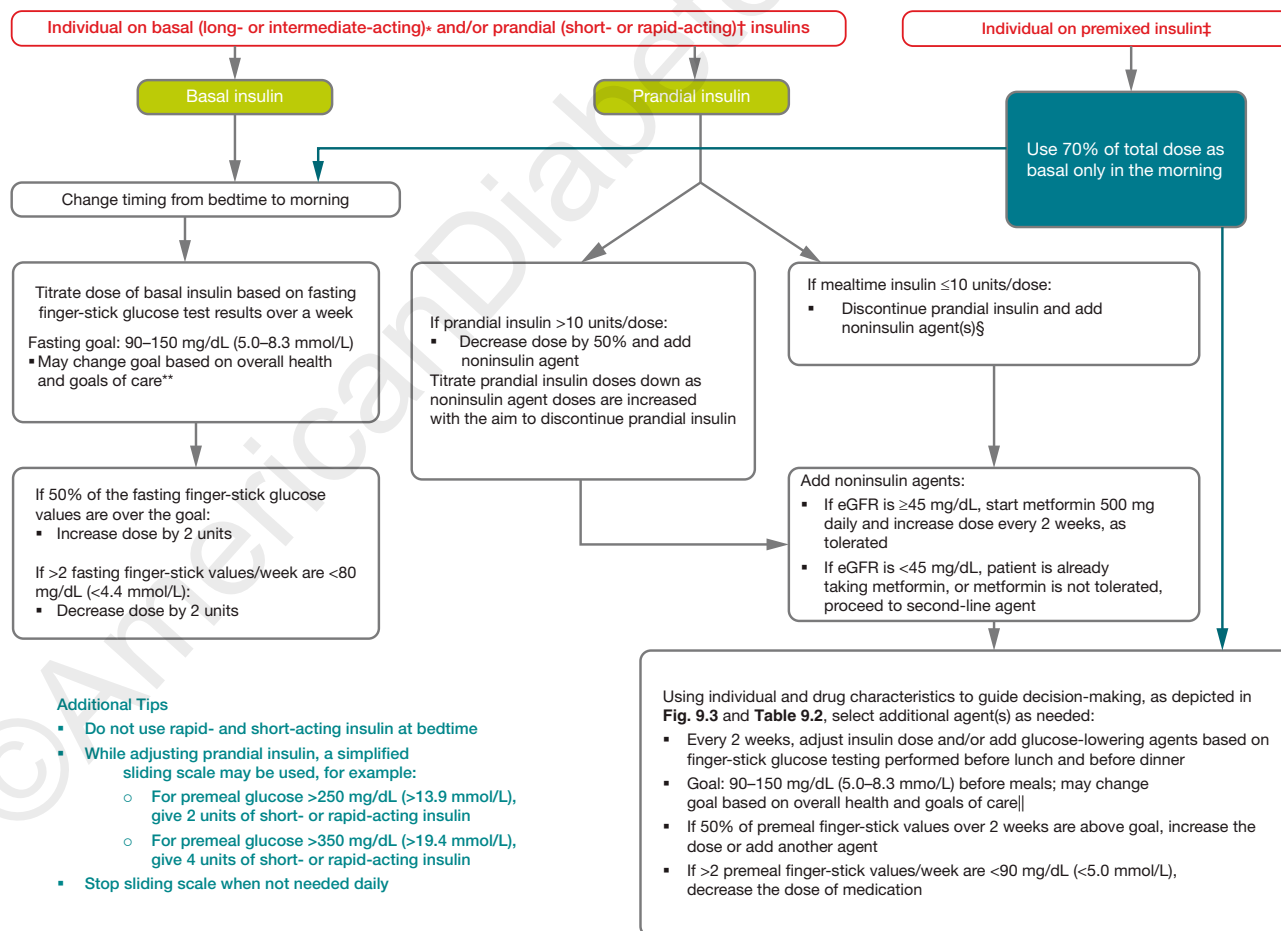 Individual on basal (long- or intermediate-acting)* and/or prandial (short- or rapid-acting)† insulins
Individual on premixed insulin‡
Basal insulin
Prandial insulin
Use 70% of total dose as
basal only in the morning
Change timing from bedtime to morning
Titrate dose of basal insulin based on fasting
finger-stick glucose test results over a week
Fasting goal: 90–150 mg/dL (5.0–8.3 mmol/L)
▪ May change goal based on overall health
and goals of care**
If 50% of the fasting finger-stick glucose
values are over the goal:
▪ Increase dose by 2 units
If >2 fasting finger-stick values/week are <80
mg/dL (<4.4 mmol/L):
▪ Decrease dose by 2 units
If prandial insulin >10 units/dose:
▪ Decrease dose by 50% and add
noninsulin agent
Titrate prandial insulin doses down as
noninsulin agent doses are increased
with the aim to discontinue prandial insulin
If mealtime insulin ≤10 units/dose:
▪ Discontinue prandial insulin and add
noninsulin agent(s)§
Add noninsulin agents:
▪ If eGFR is ≥45 mg/dL, start metformin 500 mg
daily and increase dose every 2 weeks, as
tolerated
▪ If eGFR is <45 mg/dL, patient is already
taking metformin, or metformin is not tolerated,
proceed to second-line agent
Using individual and drug characteristics to guide decision-making, as depicted in
Fig. 9.3 and Table 9.2, select additional agent(s) as needed:
▪ Every 2 weeks, adjust insulin dose and/or add glucose-lowering agents based on
finger-stick glucose testing performed before lunch and before dinner
▪ Goal: 90–150 mg/dL (5.0–8.3 mmo/L) before meals; may change
goal based on overall health and goals of care||
▪ If 50% of premeal finger-stick values over 2 weeks are above goal, increase the
dose or add another agent
▪ If >2 premeal finger-stick values/week are <90 mg/dL (<5.0 mmol/L),
decrease the dose of medication
Additional Tips
▪ Do not use rapid- and short-acting insulin at bedtime
▪ While adjusting prandial insulin, a simplified
sliding scale may be used, for example:
○ For premeal glucose >250 mg/dL (>13.9 mmol/L),
give 2 units of short- or rapid-acting insulin
○ For premeal glucose >350 mg/dL (>19.4 mmol/L),
give 4 units of short- or rapid-acting insulin
▪ Stop sliding scale when not needed daily
©AmericanDiabete